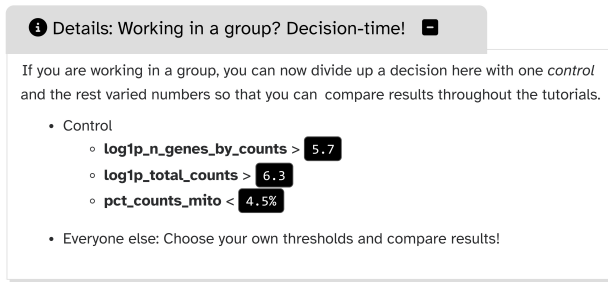 Details: Working in a group? Decision-time!
If you are working in a group, you can now divide up a decision here with one control
and the rest varied numbers so that you can compare results throughout the tutorials.
• Control
◦ log1p_n_genes_by_counts > 5.7
◦ log1p_total_counts > 6.3
◦ pct_counts_mito < 4.5%
• Everyone else: Choose your own thresholds and compare results!